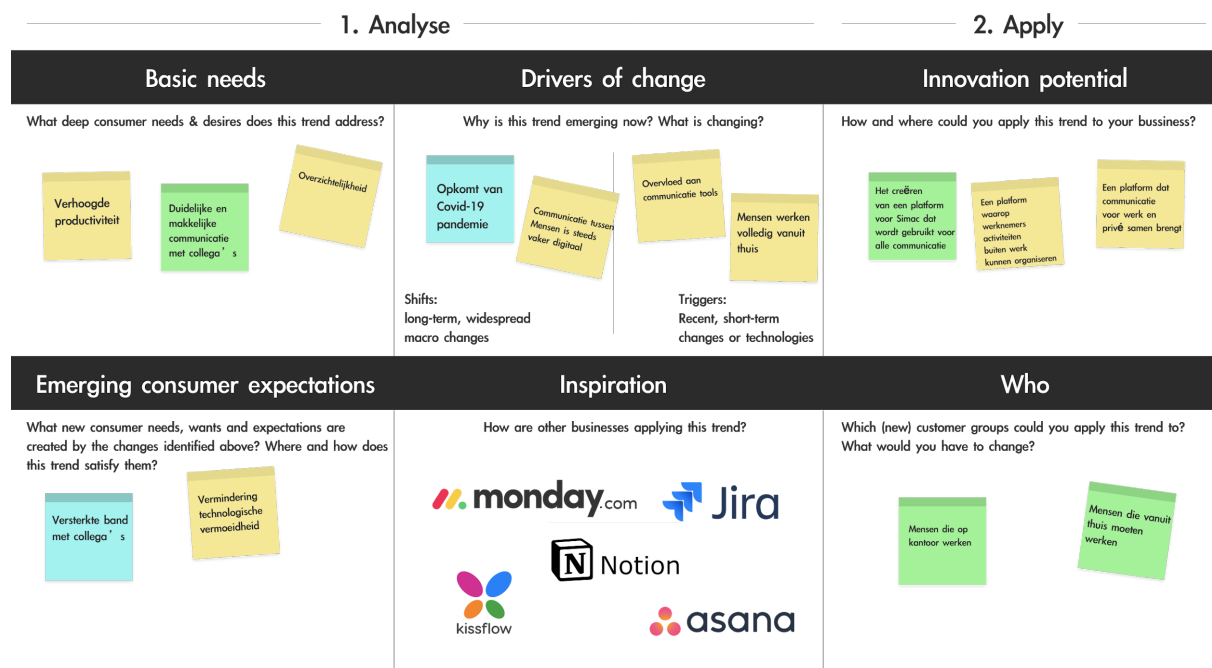 1. Analyse
2. Apply
Basic needs
Drivers of change
Innovation potential
What deep consumer needs & desires does this trend address?
Why is this trend emerging now? What is changing?
How and where could you apply this trend to your bussiness?
Verhoogde
productiviteit
Duidelijke en
makkelijke
communicatie
met collega's
Overzichtelijkheid
Opkomt van
Covid-19
pandemie
Communicatie tussen
Mensen is steeds
vaker digitaal
Overvloed aan
communicatie tools
Mensen werken
volledig vanuit
thuis
Shifts:
long-term, widespread
macro changes
Triggers:
Recent, short-term
changes or technologies
Het creëren
van een platform
voor Simac dat
wordt gebruikt voor
alle communicatie
Een platform
waarop
werknemers
activiteiten
buiten werk
kunnen organiseren
Een platform dat
communicatie
voor werk en
privé samen brengt
Emerging consumer expectations
Inspiration
Who
What new consumer needs, wants and expectations are
created by the changes identified above? Where and how does
this trend satisfy them?
How are other businesses applying this trend?
Which (new) customer groups could you apply this trend to?
What would you have to change?
Versterkte band
met collega's
Vermindering
technologische
vermoeidheid
monday.com
Jira
N Notion
kissflow
asana
Mensen die op
kantoor werken
Mensen die vanuit
thuis moeten
werken